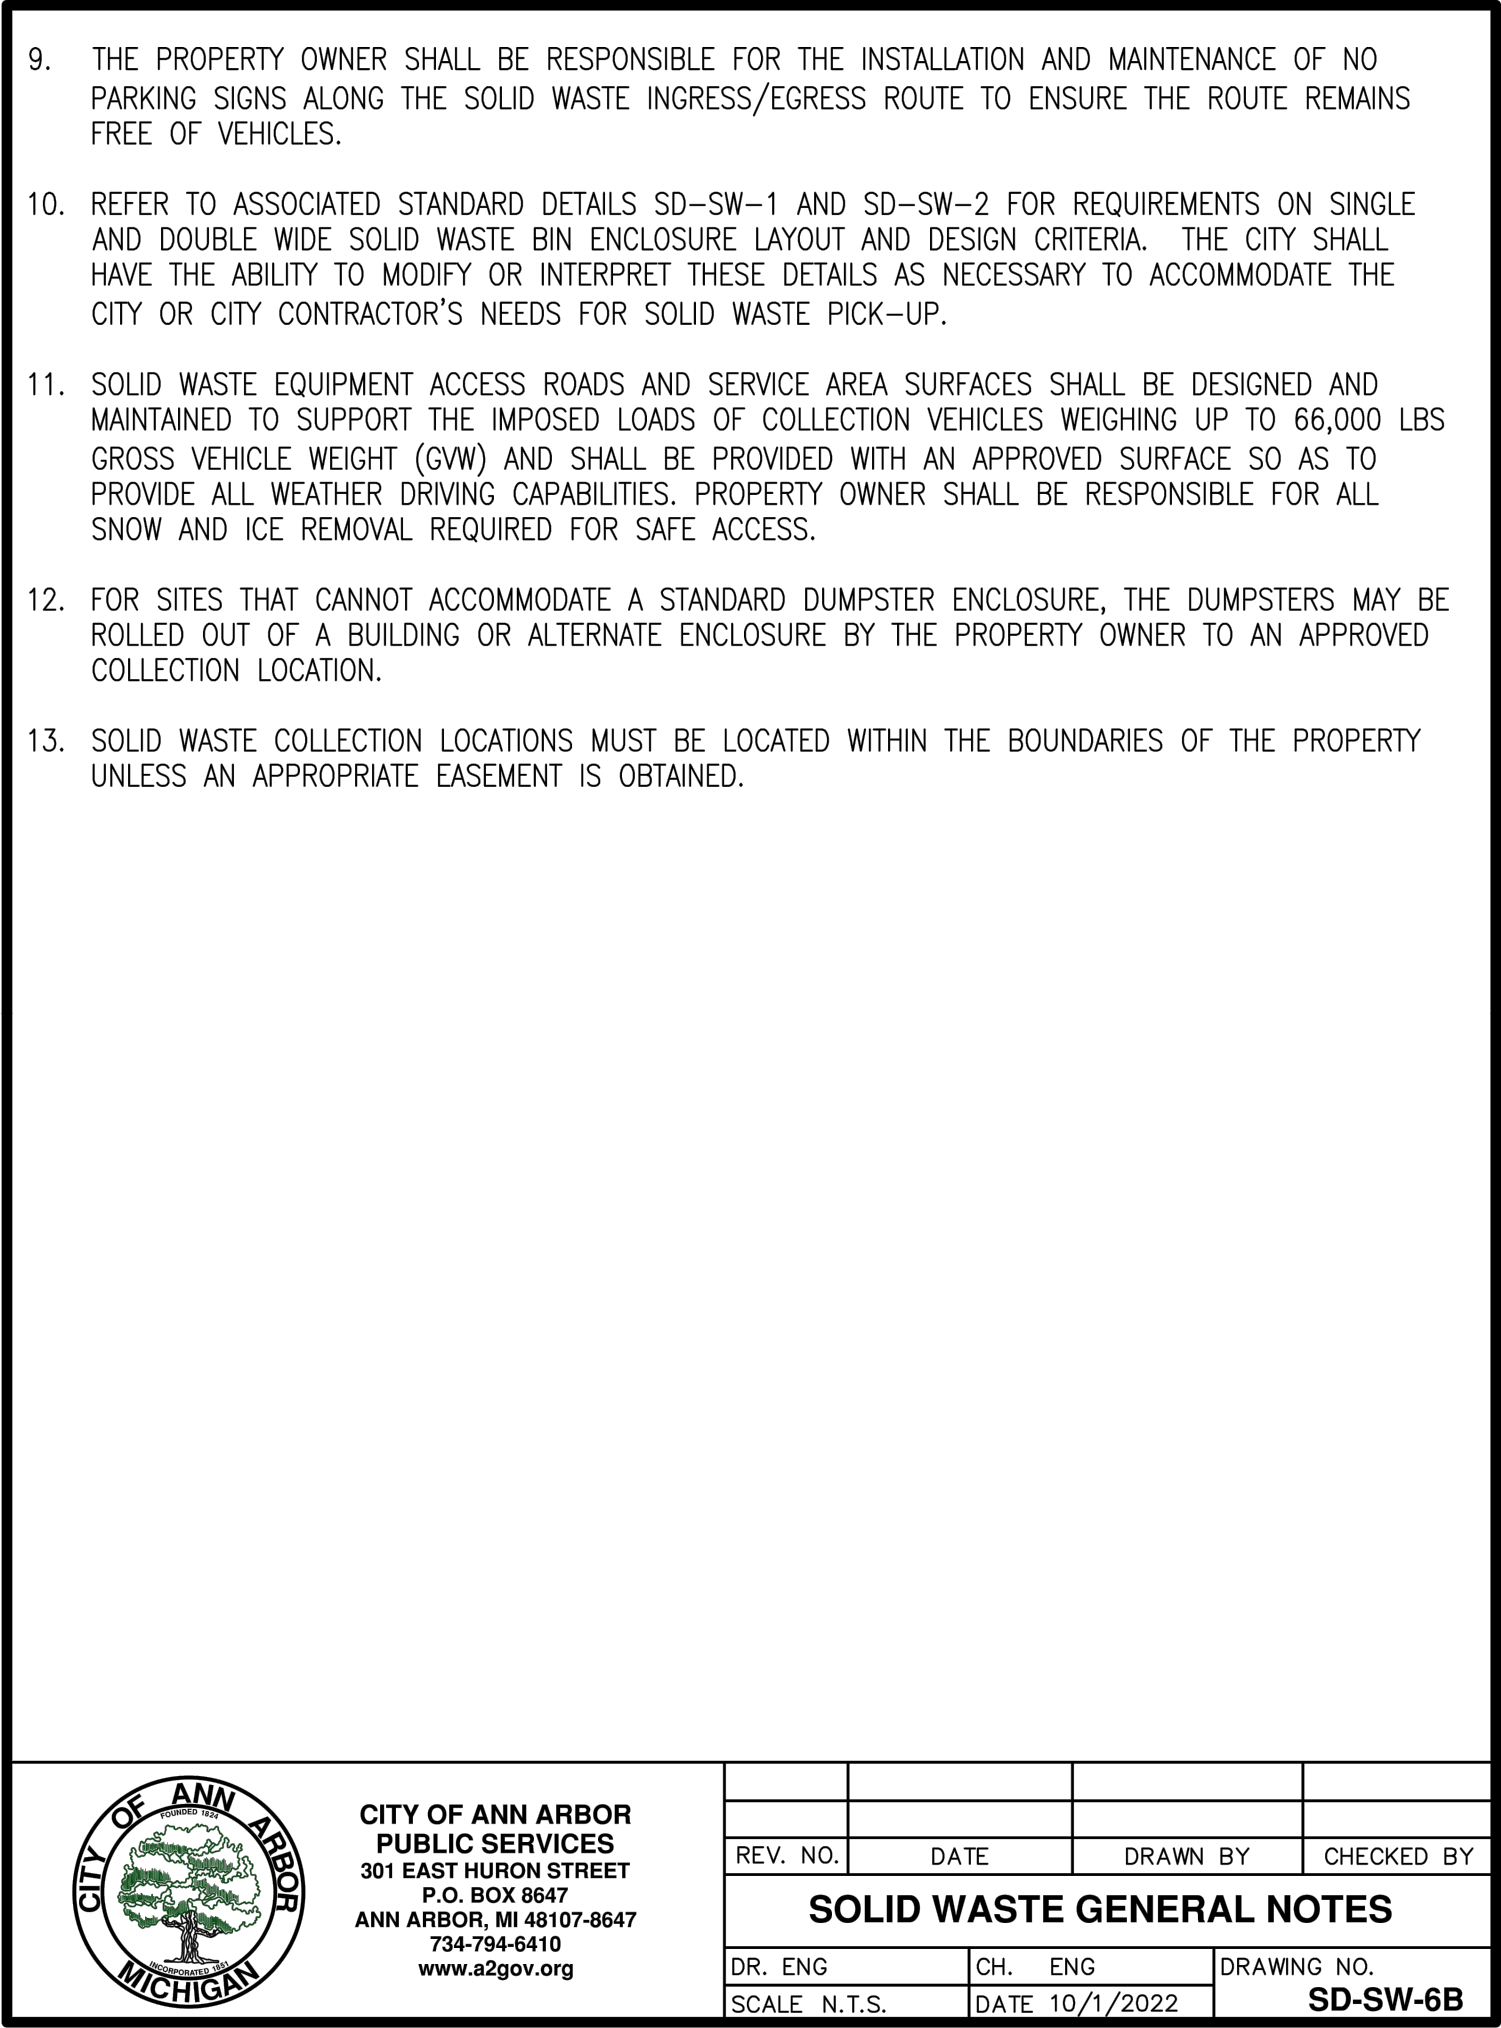 9. THE PROPERTY OWNER SHALL BE RESPONSIBLE FOR THE INSTALLATION AND MAINTENANCE OF NO
PARKING SIGNS ALONG THE SOLID WASTE INGRESS/EGRESS ROUTE TO ENSURE THE ROUTE REMAINS
FREE OF VEHICLES.
10. REFER TO ASSOCIATED STANDARD DETAILS SD-SW-1 AND SD-SW-2 FOR REQUIREMENTS ON SINGLE
AND DOUBLE WIDE SOLID WASTE BIN ENCLOSURE LAYOUT AND DESIGN CRITERIA. THE CITY SHALL
HAVE THE ABILITY TO MODIFY OR INTERPRET THESE DETAILS AS NECESSARY TO ACCOMMODATE THE
CITY OR CITY CONTRACTOR'S NEEDS FOR SOLID WASTE PICK-UP.
11. SOLID WASTE EQUIPMENT ACCESS ROADS AND SERVICE AREA SURFACES SHALL BE DESIGNED AND
MAINTAINED TO SUPPORT THE IMPOSED LOADS OF COLLECTION VEHICLES WEIGHING UP TO 66,000 LBS
GROSS VEHICLE WEIGHT (GVW) AND SHALL BE PROVIDED WITH AN APPROVED SURFACE SO AS TO
PROVIDE ALL WEATHER DRIVING CAPABILITIES. PROPERTY OWNER SHALL BE RESPONSIBLE FOR ALL
SNOW AND ICE REMOVAL REQUIRED FOR SAFE ACCESS.
12. FOR SITES THAT CANNOT ACCOMMODATE A STANDARD DUMPSTER ENCLOSURE, THE DUMPSTERS MAY BE
ROLLED OUT OF A BUILDING OR ALTERNATE ENCLOSURE BY THE PROPERTY OWNER TO AN APPROVED
COLLECTION LOCATION.
13. SOLID WASTE COLLECTION LOCATIONS MUST BE LOCATED WITHIN THE BOUNDARIES OF THE PROPERTY
UNLESS AN APPROPRIATE EASEMENT IS OBTAINED.
CITY OF ANN ARBOR
FOUNDED 1824
INCORPORATED 1851
MICHIGAN
CITY OF ANN ARBOR
PUBLIC SERVICES
301 EAST HURON STREET
P.O. BOX 8647
ANN ARBOR, MI 48107-8647
734-794-6410
www.a2gov.org
REV. NO. DATE DRAWN BY CHECKED BY
SOLID WASTE GENERAL NOTES
DR. ENG CH. ENG DRAWING NO.
SCALE N.T.S. DATE 10/1/2022 SD-SW-6B